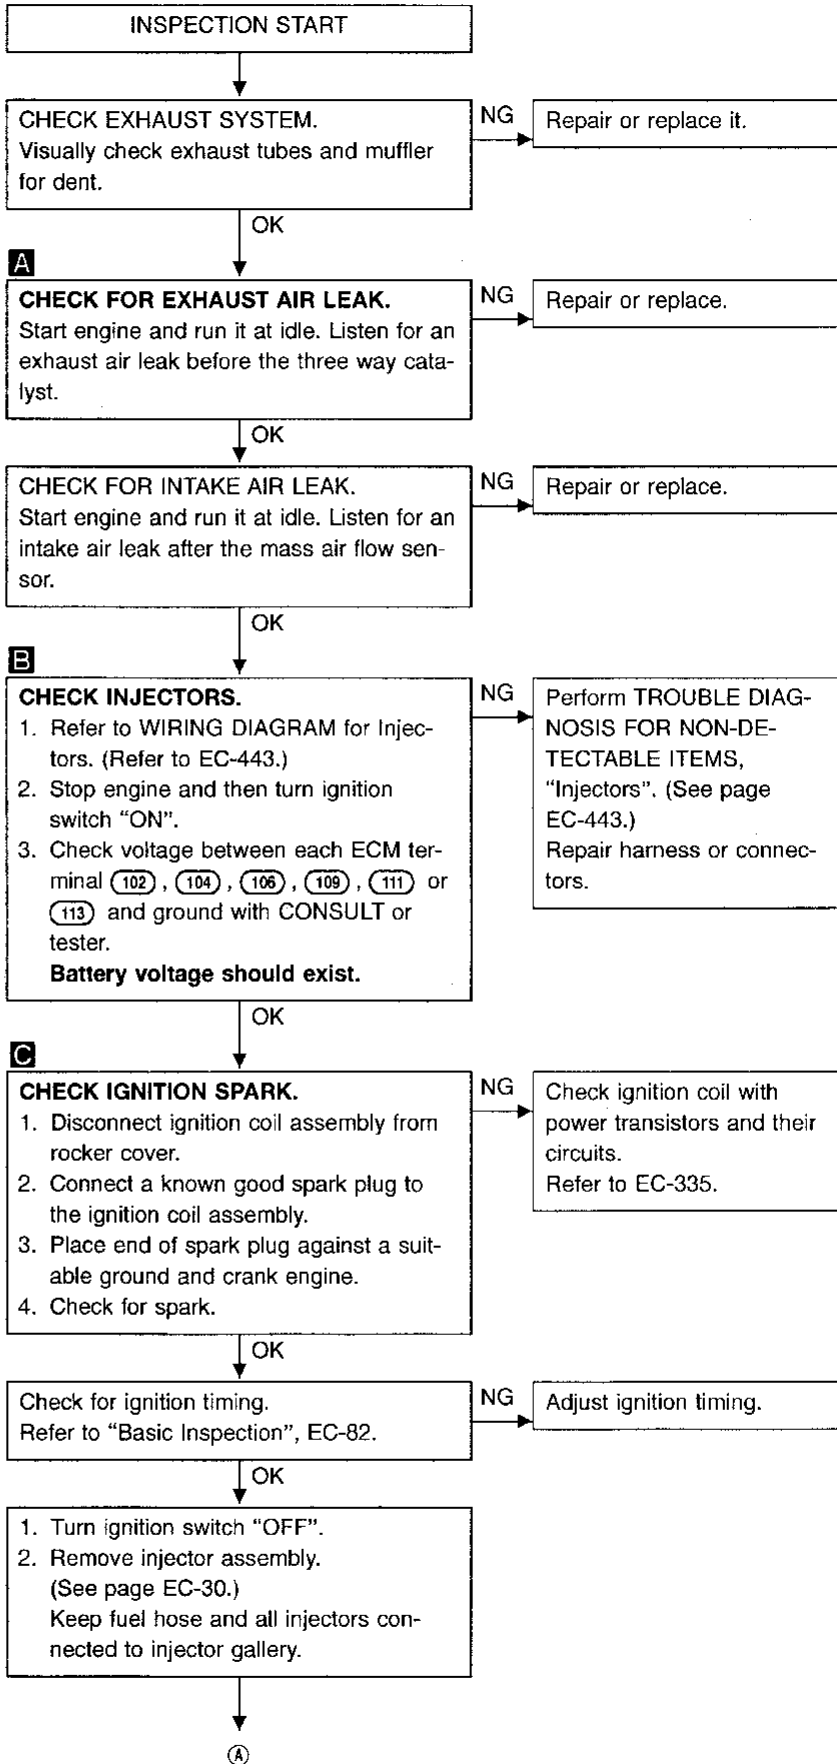 INSPECTION START
CHECK EXHAUST SYSTEM.
Visually check exhaust tubes and muffler
for dent.
NG
Repair or replace it.
OK
A
CHECK FOR EXHAUST AIR LEAK.
Start engine and run it at idle. Listen for an
exhaust air leak before the three way cata-
lyst.
NG
Repair or replace.
OK
CHECK FOR INTAKE AIR LEAK.
Start engine and run it at idle. Listen for an
intake air leak after the mass air flow sen-
sor.
NG
Repair or replace.
OK
B
CHECK INJECTORS.
1. Refer to WIRING DIAGRAM for Injec-
tors. (Refer to EC-443.)
2. Stop engine and then turn ignition
switch “ON”.
3. Check voltage between each ECM ter-
minal 102, 104, 106, 109, 111 or
113 and ground with CONSULT or
tester.
Battery voltage should exist.
NG
Perform TROUBLE DIAG-
NOSIS FOR NON-DE-
TECTABLE ITEMS,
“Injectors”. (See page
EC-443.)
Repair harness or connec-
tors.
OK
C
CHECK IGNITION SPARK.
1. Disconnect ignition coil assembly from
rocker cover.
2. Connect a known good spark plug to
the ignition coil assembly.
3. Place end of spark plug against a suit-
able ground and crank engine.
4. Check for spark.
NG
Check ignition coil with
power transistors and their
circuits.
Refer to EC-335.
OK
Check for ignition timing.
Refer to “Basic Inspection”, EC-82.
NG
Adjust ignition timing.
OK
1. Turn ignition switch “OFF”.
2. Remove injector assembly.
(See page EC-30.)
Keep fuel hose and all injectors con-
nected to injector gallery.
A